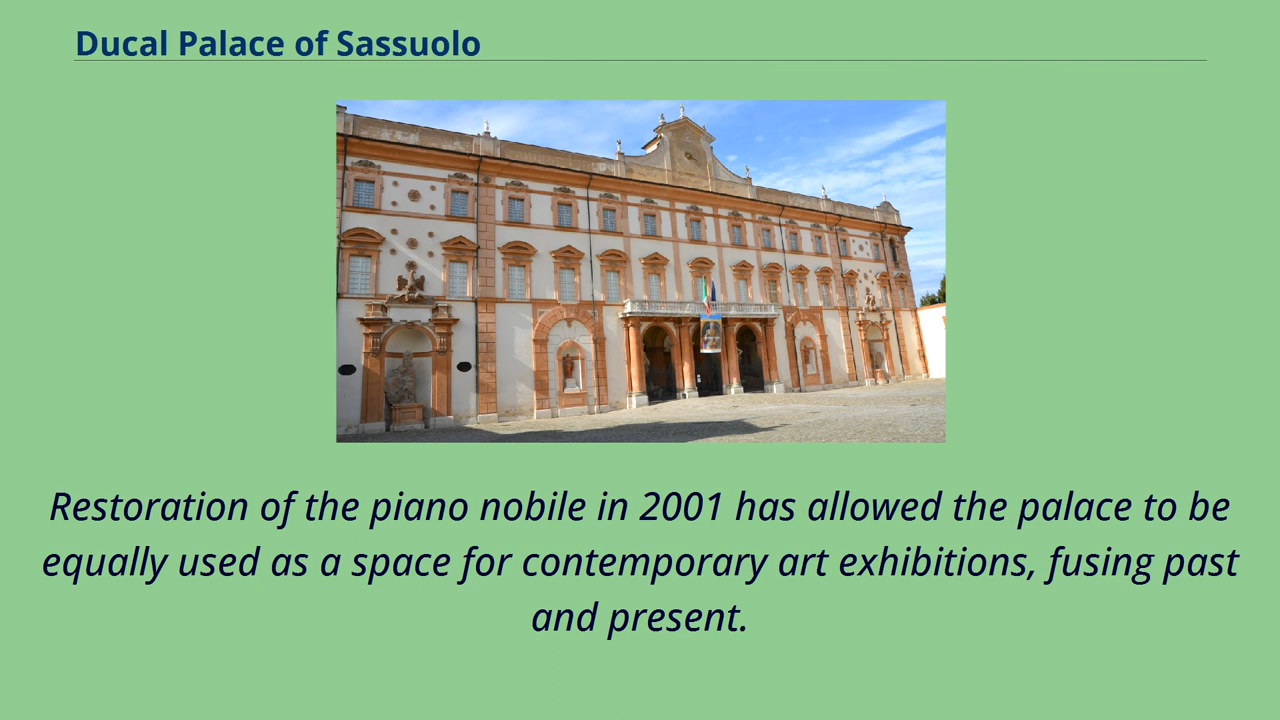 Ducal Palace of Sassuolo
Restoration of the piano nobile in 2001 has allowed the palace to be
equally used as a space for contemporary art exhibitions, fusing past
and present.